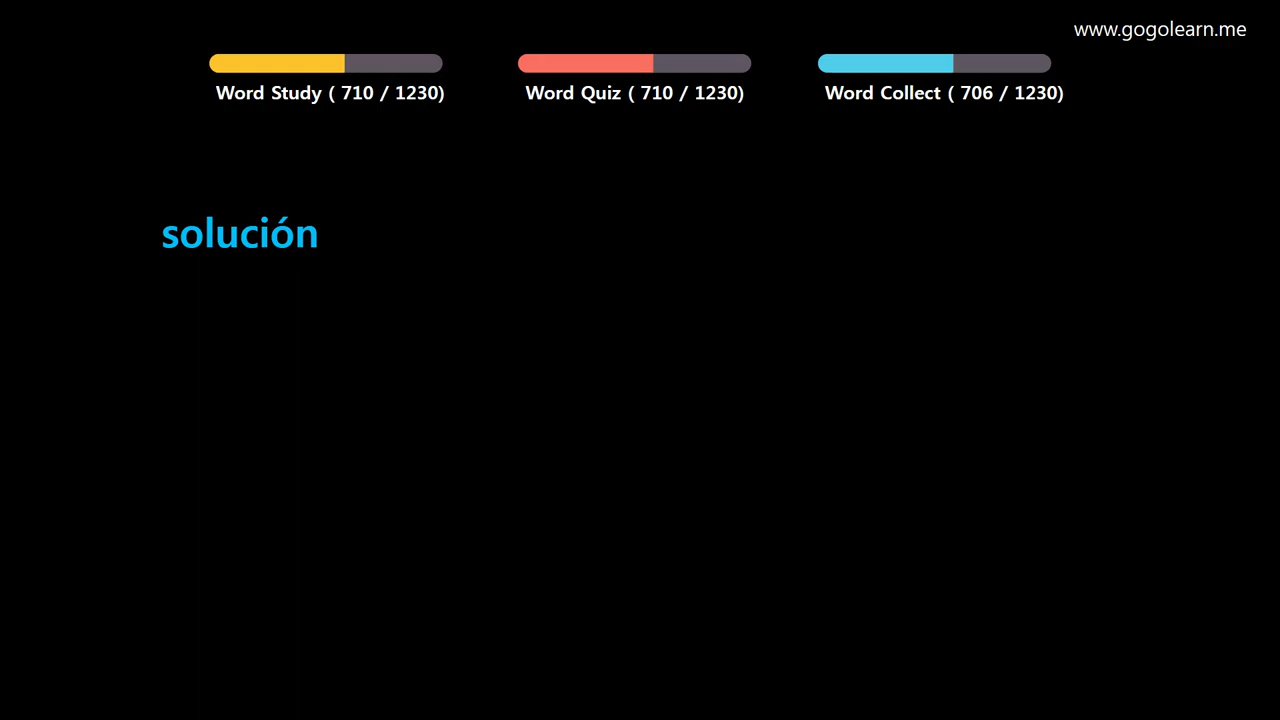 www.gogolearn.me
Word Study ( 710 / 1230)
Word Quiz ( 710 / 1230)
Word Collect ( 706 / 1230)
solución